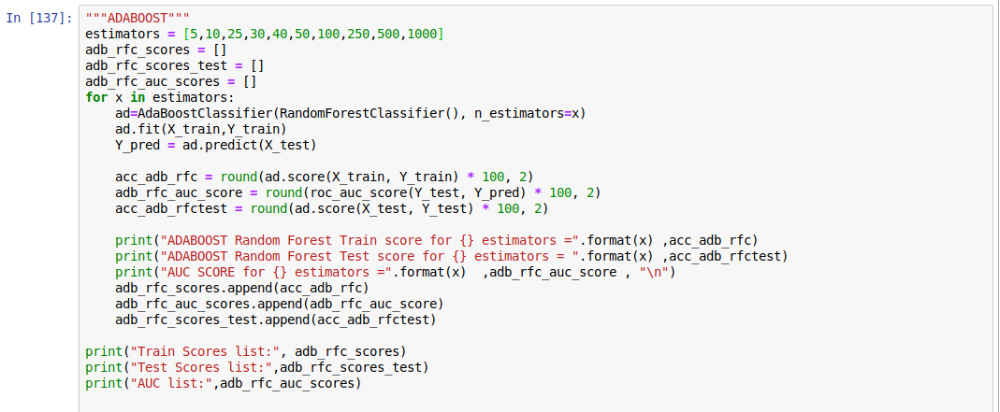 In [137]: """ADABOOST"""
estimators = [5,10,25,30,40,50,100,250,500,1000]
adb_rfc_scores = []
adb_rfc_scores_test = []
adb_rfc_auc_scores = []
for x in estimators:
    ad=AdaBoostClassifier(RandomForestClassifier(), n_estimators=x)
    ad.fit(X_train,Y_train)
    Y_pred = ad.predict(X_test)
    acc_adb_rfc = round(ad.score(X_train, Y_train) * 100, 2)
    adb_rfc_auc_score = round(roc_auc_score(Y_test, Y_pred) * 100, 2)
    acc_adb_rfctest = round(ad.score(X_test, Y_test) * 100, 2)
    print("ADABOOST Random Forest Train score for {} estimators =".format(x) ,acc_adb_rfc)
    print("ADABOOST Random Forest Test score for {} estimators = ".format(x) ,acc_adb_rfctest)
    print("AUC SCORE for {} estimators =".format(x)  ,adb_rfc_auc_score , "\n")
    adb_rfc_scores.append(acc_adb_rfc)
    adb_rfc_auc_scores.append(adb_rfc_auc_score)
    adb_rfc_scores_test.append(acc_adb_rfctest)
print("Train Scores list:", adb_rfc_scores)
print("Test Scores list:",adb_rfc_scores_test)
print("AUC list:",adb_rfc_auc_scores)